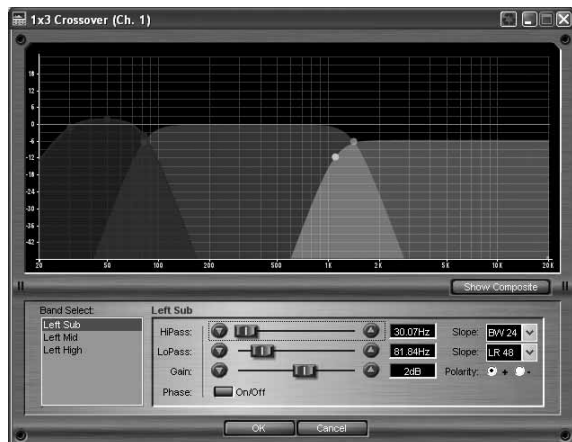 1x3 Crossover (Ch. 1)
18
12
6
0
-6
-12
-18
-24
-30
-36
-42
20
50
100
200
500
1K
2K
5K
10K
20K
Show Composite
Band Select:
Left Sub
Left Mid
Left High
Left Sub
HiPass:
30.07Hz
Slope:
BW 24
LoPass:
81.84Hz
Slope:
LR 48
Gain:
2dB
Polarity:
+
-
Phase:
On/Off
OK
Cancel